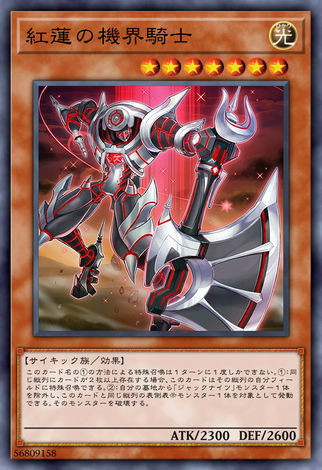 紅蓮の機界騎士
光
【サイキック族/効果】
このカード名の①の方法による特殊召喚は1ターンに1度しかできない。①:同
じ縦列にカードが2枚以上存在する場合、このカードはその縦列の自分フィール
ドに特殊召喚できる。②:自分の墓地から「ジャックナイツ」モンスター1体
を除外し、このカードと同じ縦列の表側表示モンスター1体を対象として発動
できる。そのモンスターを破壊する。
ATK/2300 DEF/2600
56809158